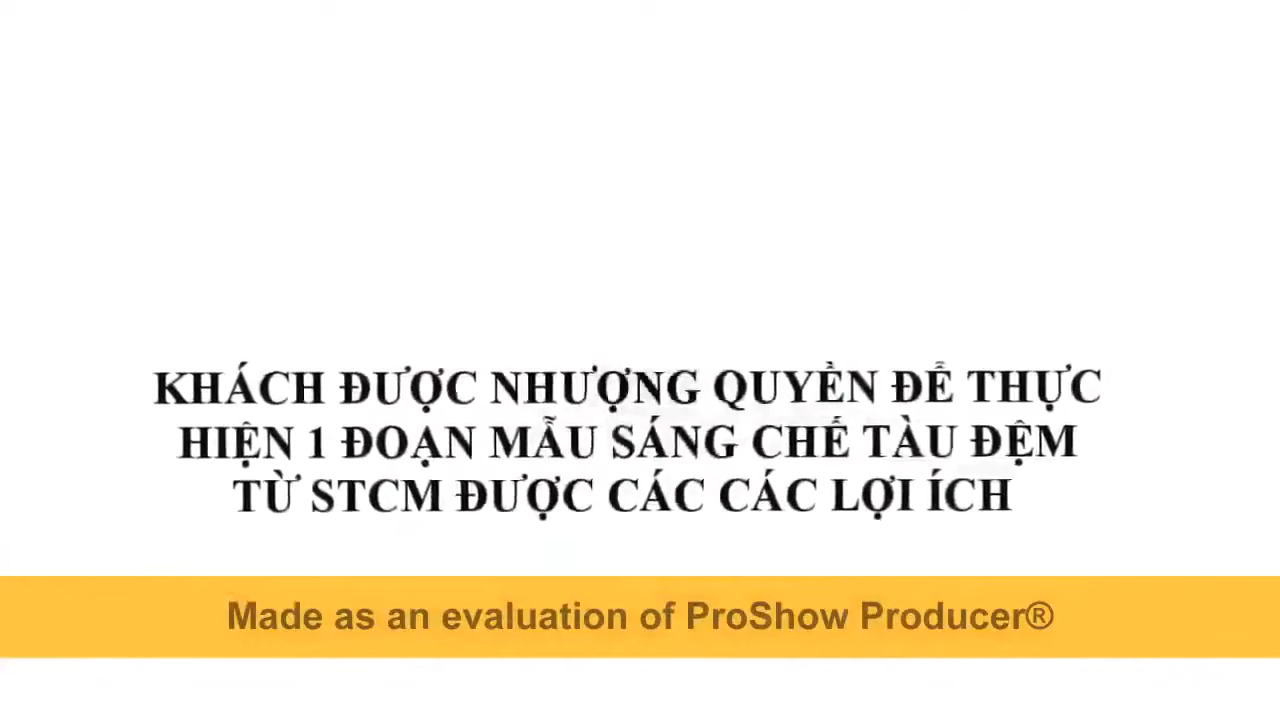 KHÁCH ĐƯỢC NHƯỢNG QUYỀN ĐỂ THỰC
HIỆN 1 ĐOẠN MẪU SÁNG CHẾ TÀU ĐỆM
TỪ STCM ĐƯỢC CÁC CÁC LỢI ÍCH
Made as an evaluation of ProShow Producer®